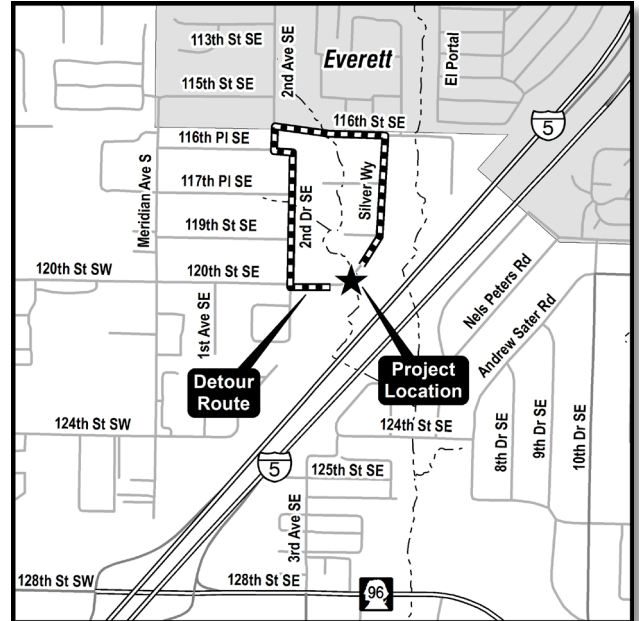 113th St SE
Everett
2nd Ave SE
El Portal
115th St SE
5
116th St SE
116th Pl SE
Meridian Ave S
117th Pl SE
2nd Dr SE
Silver Wy
119th St SE
120th St SW
120th St SE
1st Ave SE
Nels Peters Rd
Andrew Sater Rd
Detour
Route
Project
Location
124th St SW
124th St SE
8th Dr SE
9th Dr SE
10th Dr SE
5
125th St SE
3rd Ave SE
128th St SW
128th St SE
96